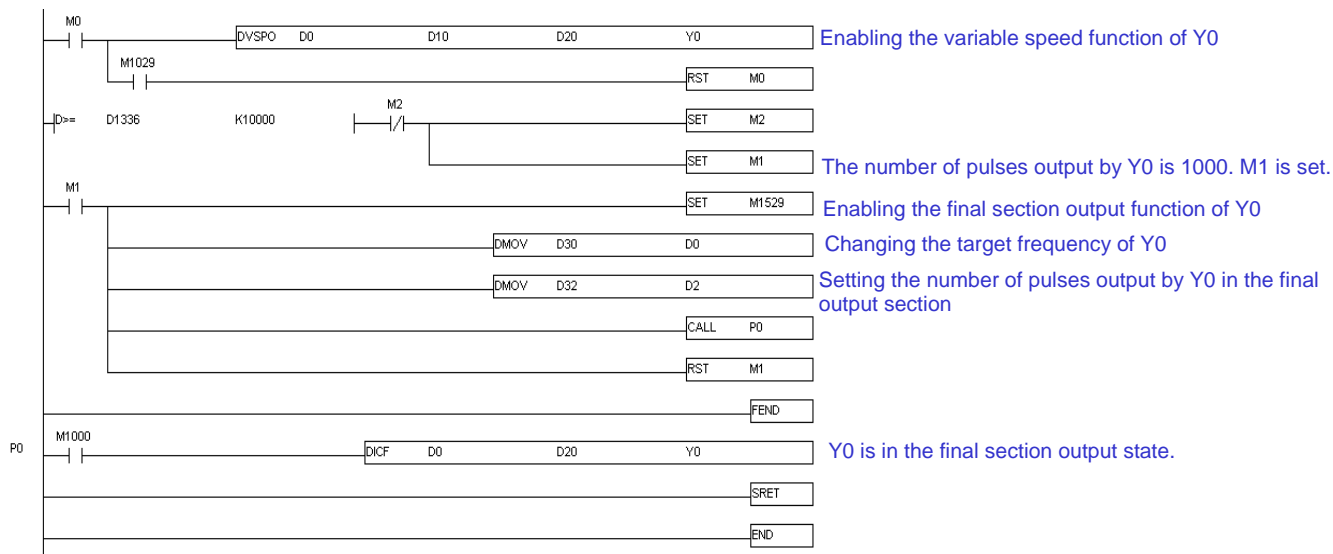 M0
DVSPO D0 D10 D20 Y0 Enabling the variable speed function of Y0
M1029
RST M0
M2
D>= D1336 K10000 SET M2
SET M1 The number of pulses output by Y0 is 1000. M1 is set.
M1
SET M1529 Enabling the final section output function of Y0
DMOV D30 D0 Changing the target frequency of Y0
DMOV D32 D2 Setting the number of pulses output by Y0 in the final
output section
CALL P0
RST M1
FEND
M1000
P0 DICF D0 D20 Y0 Y0 is in the final section output state.
SRET
END